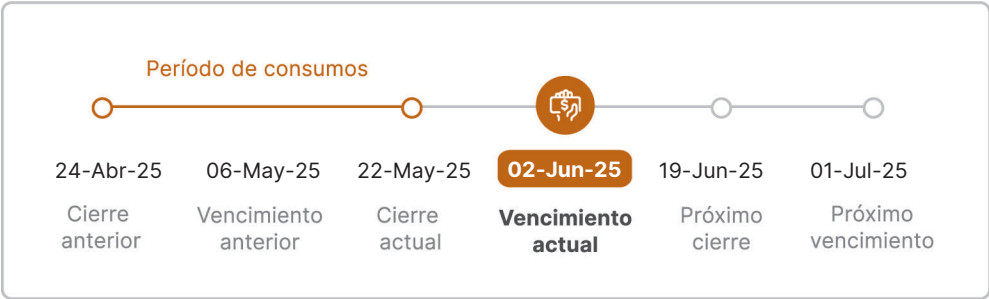 Período de consumos
24-Abr-25 06-May-25 22-May-25 02-Jun-25 19-Jun-25 01-Jul-25
Cierre Vencimiento Cierre Vencimiento Próximo Próximo
anterior anterior actual actual cierre vencimiento